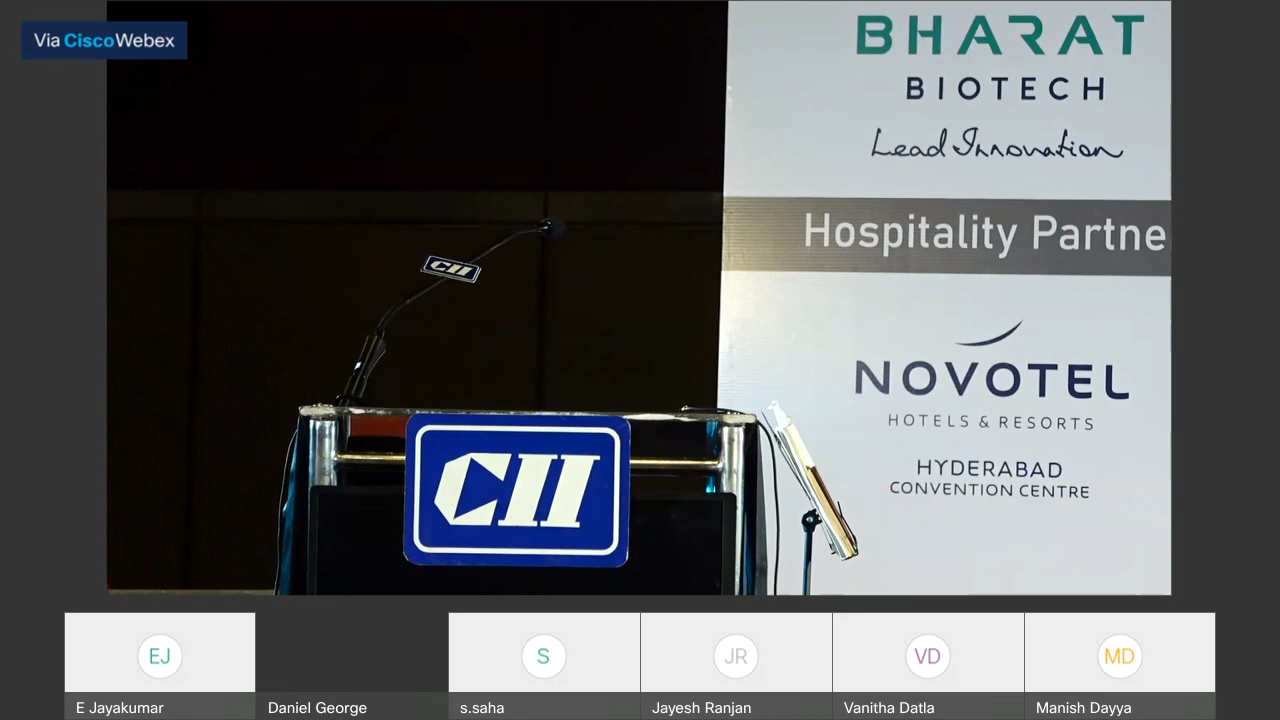 Via CiscoWebex
BHARAT
BIOTECH
Lead Innovation
Hospitality Partne
CII
NOVOTEL
HOTELS & RESORTS
HYDERABAD
CONVENTION CENTRE
CII
EJ
S
JR
VD
MD
E Jayakumar
Daniel George
s.saha
Jayesh Ranjan
Vanitha Datla
Manish Dayya